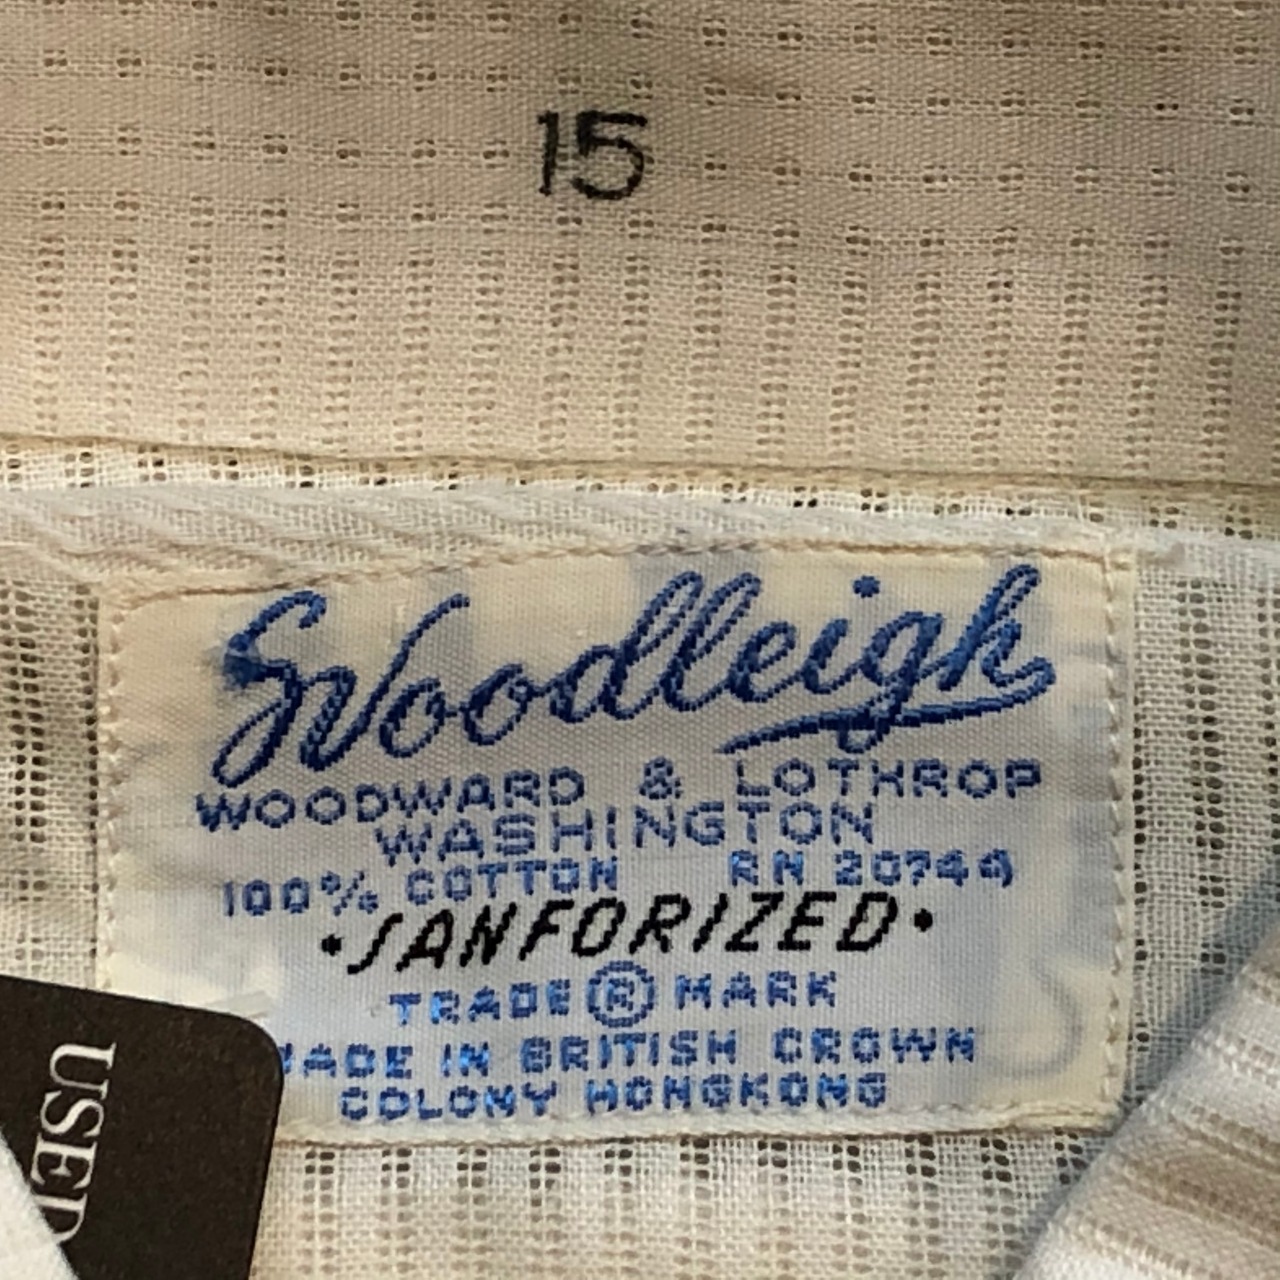 15
Woodleigh
WOODWARD & LOTHROP
WASHINGTON
100% COTTON RN 20744
•SANFORIZED•
TRADE ® MARK
MADE IN BRITISH CROWN
COLONY HONGKONG
USED